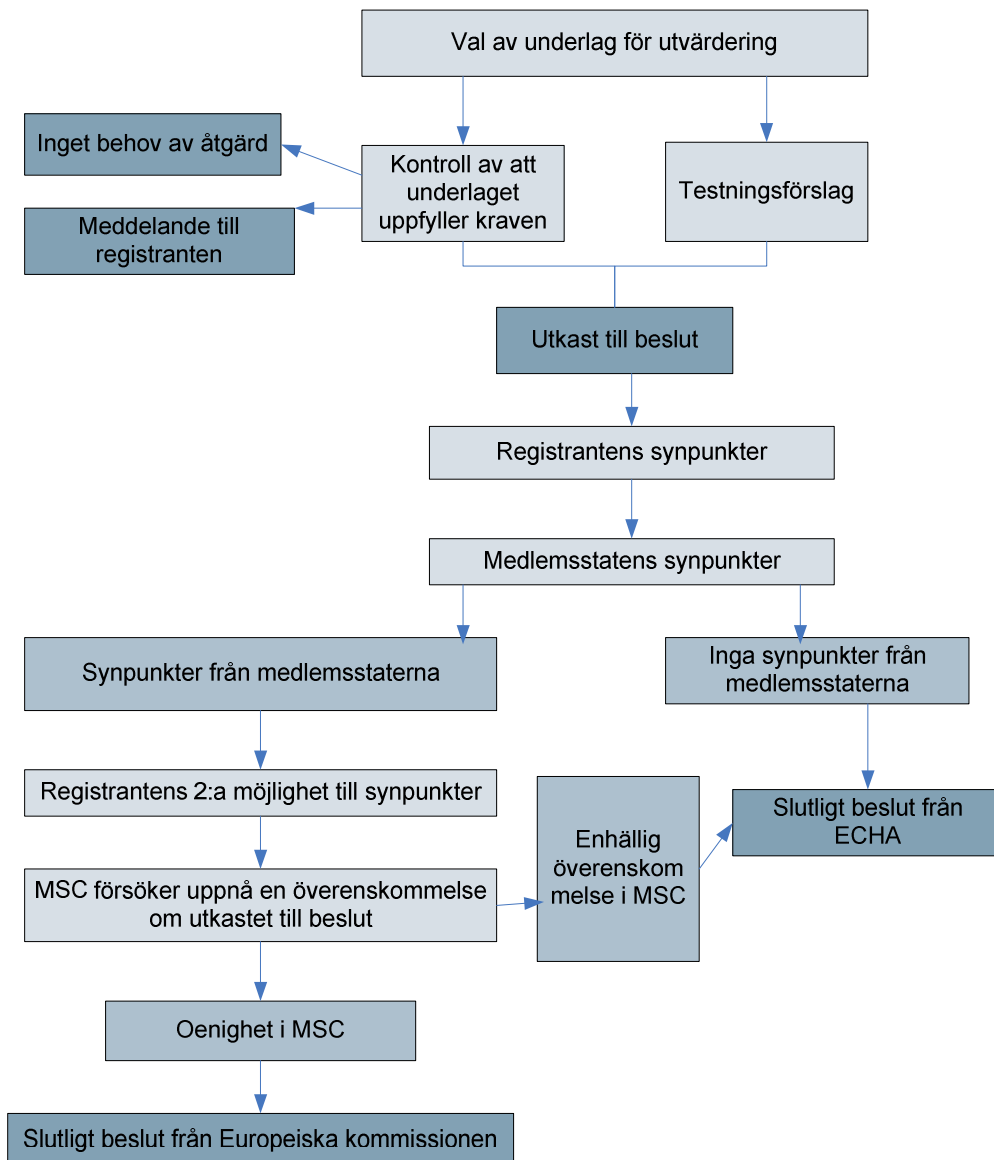 Val av underlag för utvärdering
Inget behov av åtgärd
Kontroll av att
underlaget
uppfyller kraven
Testningsförslag
Meddelande till
registranten
Utkast till beslut
Registrantens synpunkter
Medlemsstatens synpunkter
Synpunkter från medlemsstaterna
Inga synpunkter från
medlemsstaterna
Registrantens 2:a möjlighet till synpunkter
Enhällig
överenskom
melse i MSC
Slutligt beslut från
ECHA
MSC försöker uppnå en överenskommelse
om utkastet till beslut
Oenighet i MSC
Slutligt beslut från Europeiska kommissionen